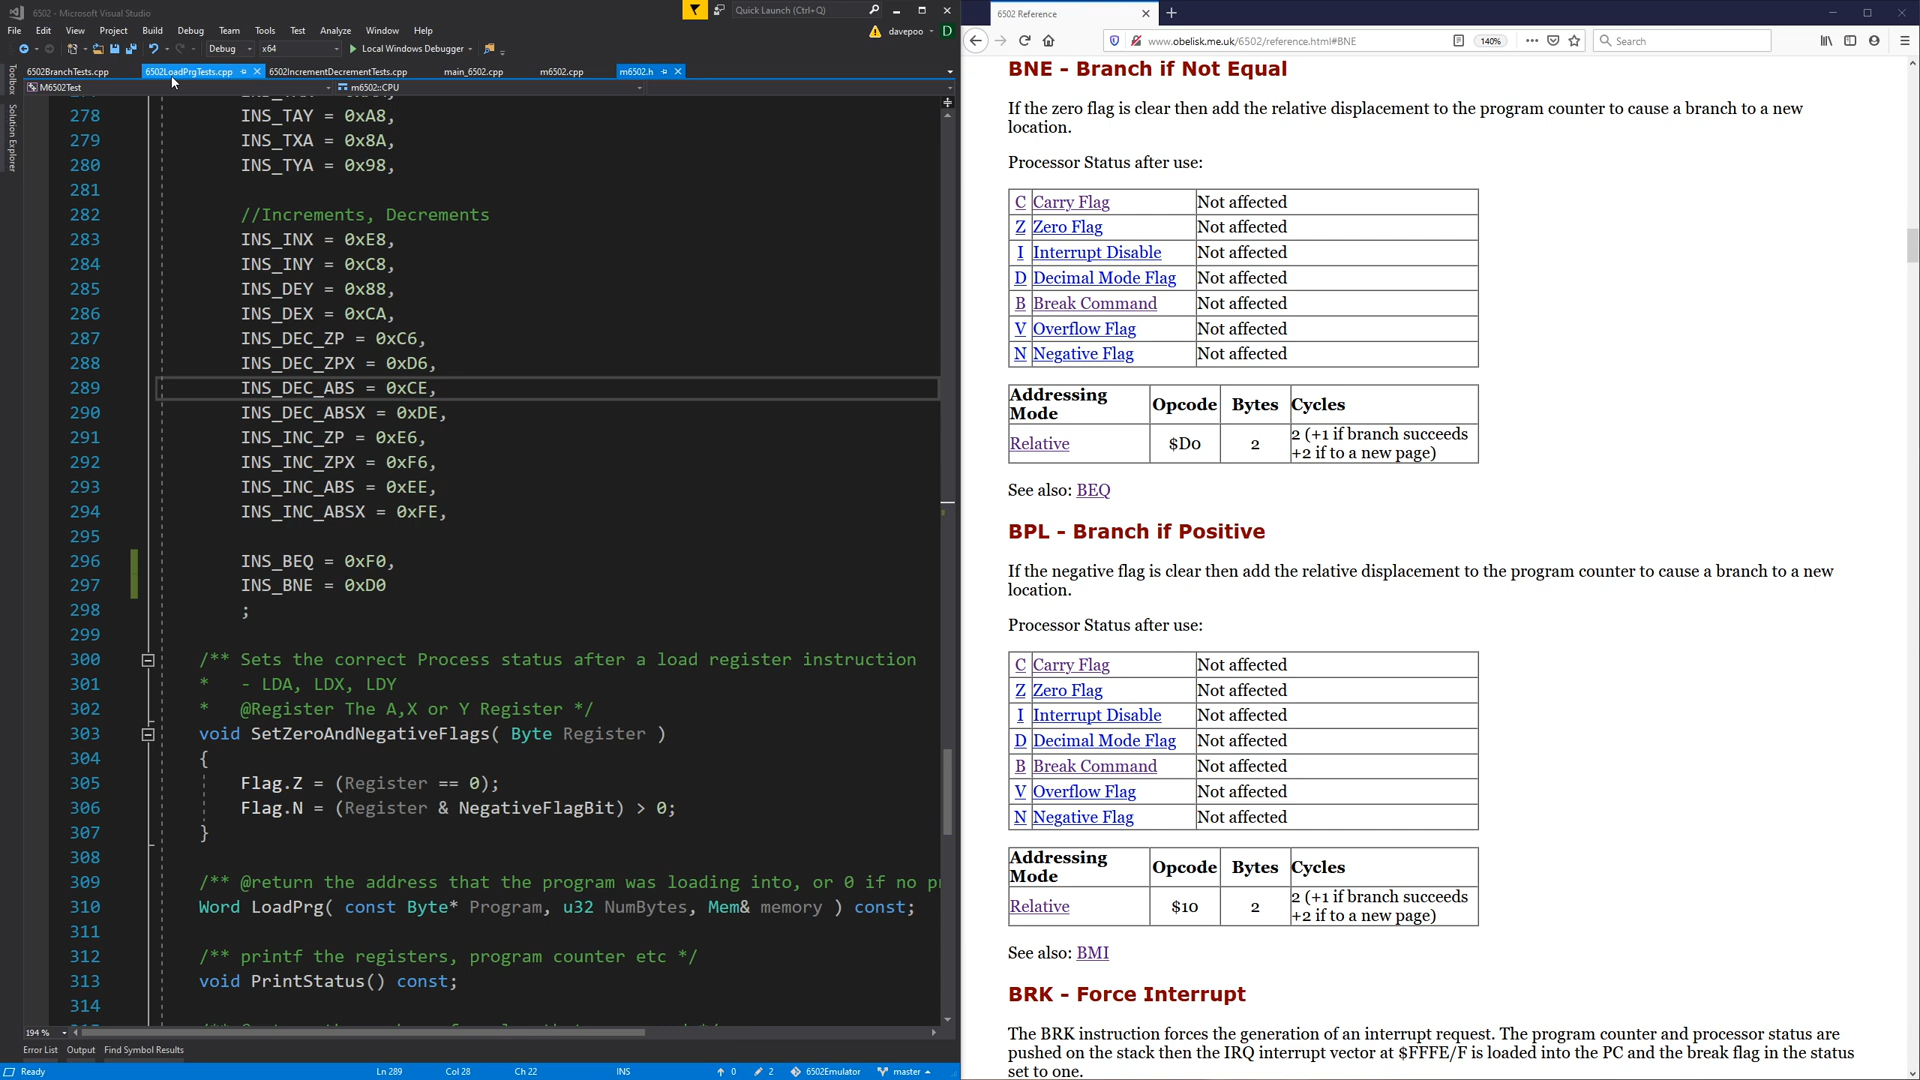 6502 - Microsoft Visual Studio
Quick Launch (Ctrl+Q)
File Edit View Project Build Debug Team Tools Test Analyze Window Help
davepoo D
Debug x64 Local Windows Debugger
Toolbox
Solution Explorer
6502BranchTests.cpp 6502LoadPrgTests.cpp 6502IncrementDecrementTests.cpp main_6502.cpp m6502.cpp m6502.h
M6502Test m6502::CPU
278 INS_TAY = 0xA8,
279 INS_TXA = 0x8A,
280 INS_TYA = 0x98,
281
282 //Increments, Decrements
283 INS_INX = 0xE8,
284 INS_INY = 0xC8,
285 INS_DEY = 0x88,
286 INS_DEX = 0xCA,
287 INS_DEC_ZP = 0xC6,
288 INS_DEC_ZPX = 0xD6,
289 INS_DEC_ABS = 0xCE,
290 INS_DEC_ABSX = 0xDE,
291 INS_INC_ZP = 0xE6,
292 INS_INC_ZPX = 0xF6,
293 INS_INC_ABS = 0xEE,
294 INS_INC_ABSX = 0xFE,
295
296 INS_BEQ = 0xF0,
297 INS_BNE = 0xD0
298 ;
299
300 /** Sets the correct Process status after a load register instruction
301 * - LDA, LDX, LDY
302 * @Register The A,X or Y Register */
303 void SetZeroAndNegativeFlags( Byte Register )
304 {
305 Flag.Z = (Register == 0);
306 Flag.N = (Register & NegativeFlagBit) > 0;
307 }
308
309 /** @return the address that the program was loading into, or 0 if no p
310 Word LoadPrg( const Byte* Program, u32 NumBytes, Mem& memory ) const;
311
312 /** printf the registers, program counter etc */
313 void PrintStatus() const;
314
194 %
Error List Output Find Symbol Results
Ready Ln 289 Col 28 Ch 22 INS 0 2 6502Emulator master
6502 Reference
www.obelisk.me.uk/6502/reference.html#BNE 140% Search
BNE - Branch if Not Equal
If the zero flag is clear then add the relative displacement to the program counter to cause a branch to a new
location.
Processor Status after use:
C Carry Flag Not affected
Z Zero Flag Not affected
I Interrupt Disable Not affected
D Decimal Mode Flag Not affected
B Break Command Not affected
V Overflow Flag Not affected
N Negative Flag Not affected
Addressing Mode Opcode Bytes Cycles
Relative $D0 2 2 (+1 if branch succeeds
+2 if to a new page)
See also: BEQ
BPL - Branch if Positive
If the negative flag is clear then add the relative displacement to the program counter to cause a branch to a new
location.
Processor Status after use:
C Carry Flag Not affected
Z Zero Flag Not affected
I Interrupt Disable Not affected
D Decimal Mode Flag Not affected
B Break Command Not affected
V Overflow Flag Not affected
N Negative Flag Not affected
Addressing Mode Opcode Bytes Cycles
Relative $10 2 2 (+1 if branch succeeds
+2 if to a new page)
See also: BMI
BRK - Force Interrupt
The BRK instruction forces the generation of an interrupt request. The program counter and processor status are
pushed on the stack then the IRQ interrupt vector at $FFFE/F is loaded into the PC and the break flag in the status
set to one.